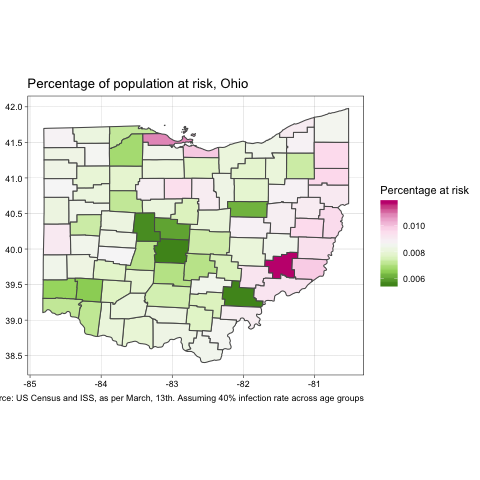 Percentage of population at risk, Ohio
42.0
41.5
41.0
40.5
40.0
39.5
39.0
38.5
-85 -84 -83 -82 -81
Percentage at risk
0.010
0.008
0.006
US Census and ISS, as per March, 13th. Assuming 40% infection rate across age groups